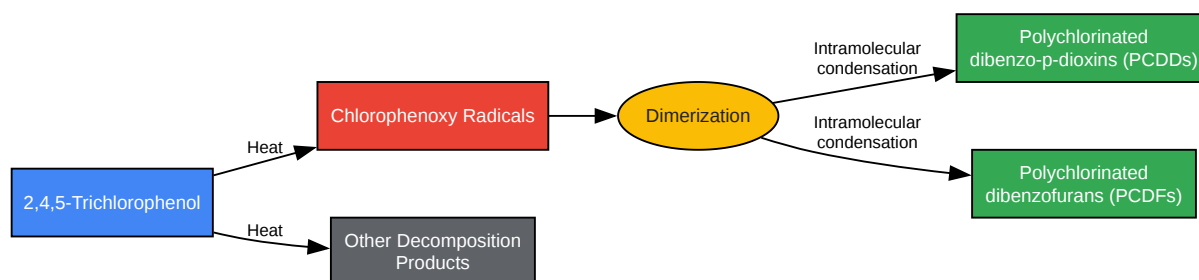 2,4,5-Trichlorophenol
Heat
Heat
Chlorophenoxy Radicals
Other Decomposition
Products
Dimerization
Intramolecular
condensation
Intramolecular
condensation
Polychlorinated
dibenzo-p-dioxins (PCDDs)
Polychlorinated
dibenzofurans (PCDFs)